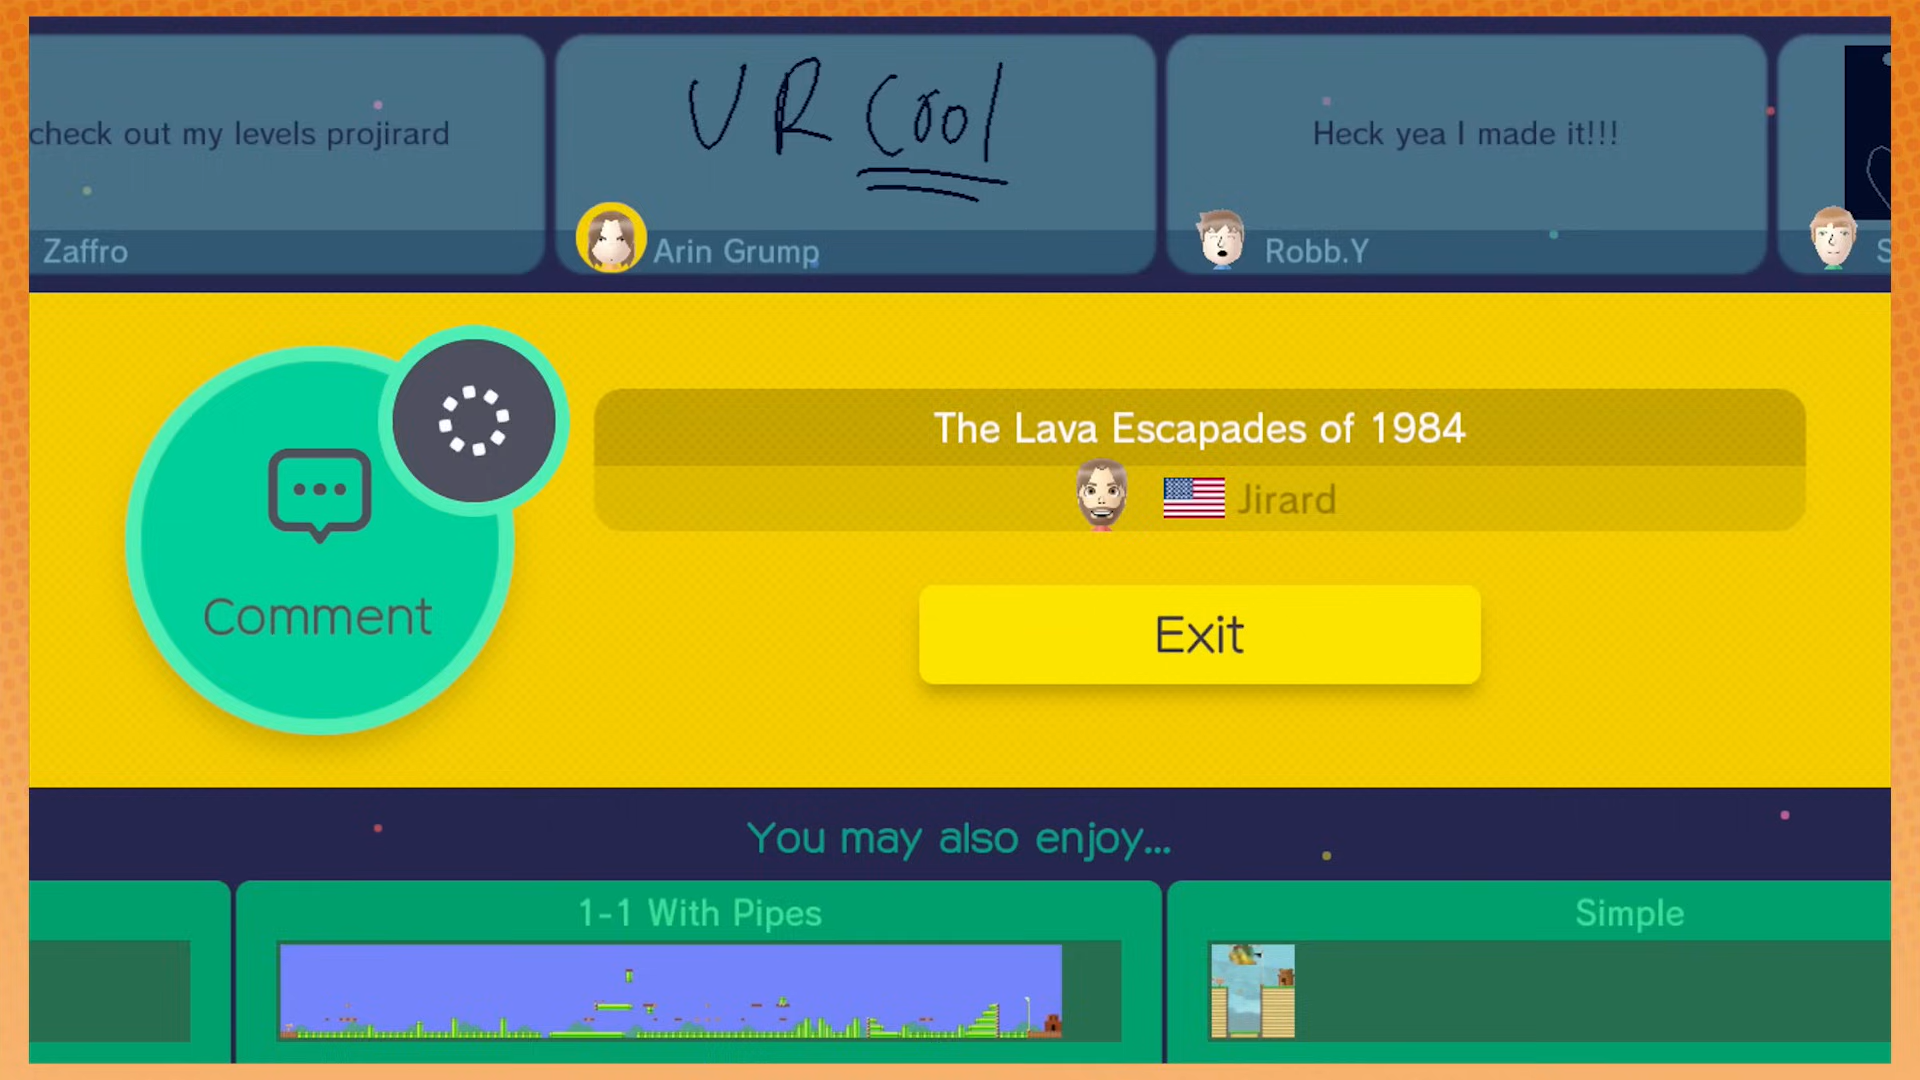 check out my levels projirard
Zaffro
UR Cool
Arin Grump
Heck yea I made it!!!
Robb.Y
S
Comment
The Lava Escapades of 1984
Jirard
Exit
You may also enjoy...
1-1 With Pipes
Simple